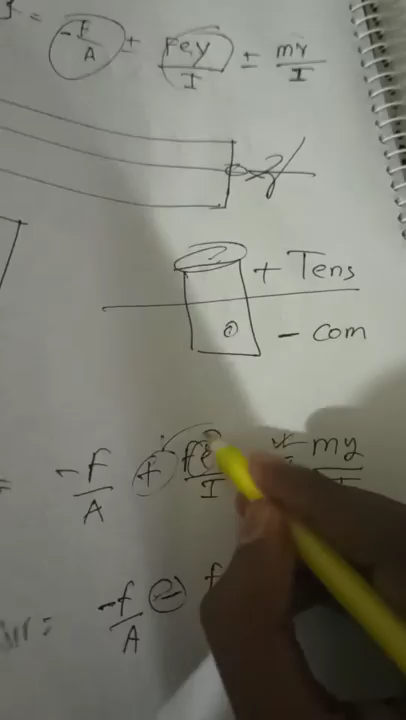 = -F/A ± Fey/I ± my/I
+ Tens
- com
= -F/A + fe /I my
= -f/A - f